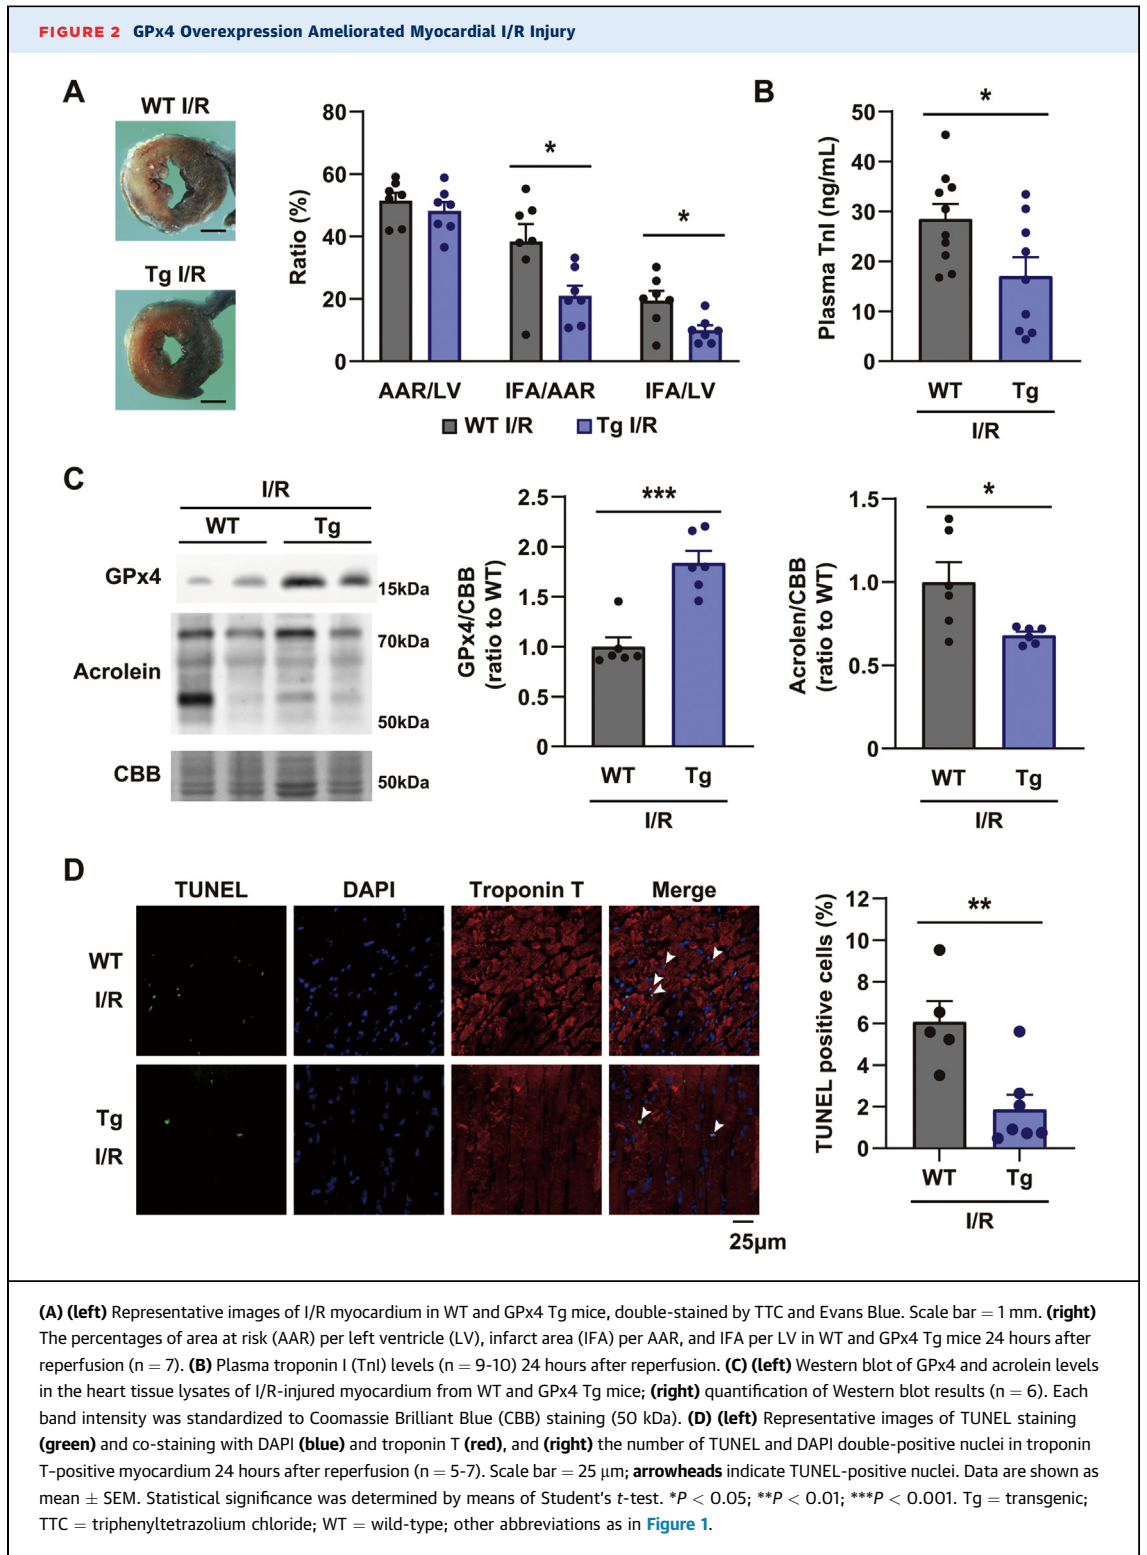 FIGURE 2 GPx4 Overexpression Ameliorated Myocardial I/R Injury
A
WT I/R
Tg I/R
Ratio (%)
80
60
40
20
0
*
*
AAR/LV IFA/AAR IFA/LV
WT I/R Tg I/R
B
Plasma TnI (ng/mL)
50
40
30
20
10
0
*
WT Tg
I/R
C
I/R
WT Tg
GPx4
15kDa
Acrolein
70kDa
50kDa
CBB
50kDa
GPx4/CBB
(ratio to WT)
2.5
2.0
1.5
1.0
0.5
0
***
WT Tg
I/R
Acrolen/CBB
(ratio to WT)
1.5
1.0
0.5
0
*
WT Tg
I/R
D
TUNEL DAPI Troponin T Merge
WT
I/R
Tg
I/R
25μm
TUNEL positive cells (%)
12
10
8
6
4
2
0
**
WT Tg
I/R
(A) (left) Representative images of I/R myocardium in WT and GPx4 Tg mice, double-stained by TTC and Evans Blue. Scale bar = 1 mm. (right)
The percentages of area at risk (AAR) per left ventricle (LV), infarct area (IFA) per AAR, and IFA per LV in WT and GPx4 Tg mice 24 hours after
reperfusion (n = 7). (B) Plasma troponin I (TnI) levels (n = 9-10) 24 hours after reperfusion. (C) (left) Western blot of GPx4 and acrolein levels
in the heart tissue lysates of I/R-injured myocardium from WT and GPx4 Tg mice; (right) quantification of Western blot results (n = 6). Each
band intensity was standardized to Coomassie Brilliant Blue (CBB) staining (50 kDa). (D) (left) Representative images of TUNEL staining
(green) and co-staining with DAPI (blue) and troponin T (red), and (right) the number of TUNEL and DAPI double-positive nuclei in troponin
T-positive myocardium 24 hours after reperfusion (n = 5-7). Scale bar = 25 μm; arrowheads indicate TUNEL-positive nuclei. Data are shown as
mean ± SEM. Statistical significance was determined by means of Student's t-test. *P < 0.05; **P < 0.01; ***P < 0.001. Tg = transgenic;
TTC = triphenyltetrazolium chloride; WT = wild-type; other abbreviations as in Figure 1.